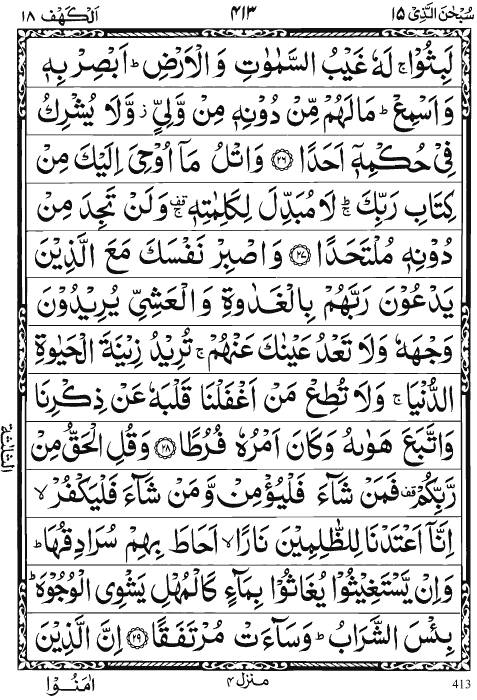 سُبْحٰنَ الَّذِیْ ١٥
٤١٣
اَلْكَهْف ١٨
لَبِثُوْا ۚ لَهٗ غَیْبُ السَّمٰوٰتِ وَ الْاَرْضِ ؕ اَبْصِرْ بِهٖ
وَ اَسْمِعْ ؕ مَا لَهُمْ مِّنْ دُوْنِهٖ مِنْ وَّلِیٍّ ؗ وَّلَا یُشْرِكُ
فِیْ حُكْمِهٖۤ اَحَدًا ﴿٢٦﴾ وَ اتْلُ مَاۤ اُوْحِیَ اِلَیْكَ مِنْ
كِتَابِ رَبِّكَ ؕۚ لَا مُبَدِّلَ لِكَلِمٰتِهٖ ۫ۚ وَ لَنْ تَجِدَ مِنْ
دُوْنِهٖ مُلْتَحَدًا ﴿٢٧﴾ وَ اصْبِرْ نَفْسَكَ مَعَ الَّذِیْنَ
یَدْعُوْنَ رَبَّهُمْ بِالْغَدٰوةِ وَ الْعَشِیِّ یُرِیْدُوْنَ
وَجْهَهٗ وَ لَا تَعْدُ عَیْنٰكَ عَنْهُمْ ۚ تُرِیْدُ زِیْنَةَ الْحَیٰوةِ
الدُّنْیَا ۚ وَ لَا تُطِعْ مَنْ اَغْفَلْنَا قَلْبَهٗ عَنْ ذِكْرِنَا
وَ اتَّبَعَ هَوٰىهُ وَ كَانَ اَمْرُهٗ فُرُطًا ﴿٢٨﴾ وَ قُلِ الْحَقُّ مِنْ
رَّبِّكُمْ ۫ فَمَنْ شَآءَ فَلْیُؤْمِنْ وَّ مَنْ شَآءَ فَلْیَكْفُرْ ۙ
اِنَّاۤ اَعْتَدْنَا لِلظّٰلِمِیْنَ نَارًا ۙ اَحَاطَ بِهِمْ سُرَادِقُهَا ؕ
وَ اِنْ یَّسْتَغِیْثُوْا یُغَاثُوْا بِمَآءٍ كَالْمُهْلِ یَشْوِی الْوُجُوْهَ ؕ
بِئْسَ الشَّرَابُ ؕ وَ سَآءَتْ مُرْتَفَقًا ﴿٢٩﴾ اِنَّ الَّذِیْنَ
الثلٰثة
اٰمَنُوْا
منزل ٤
413